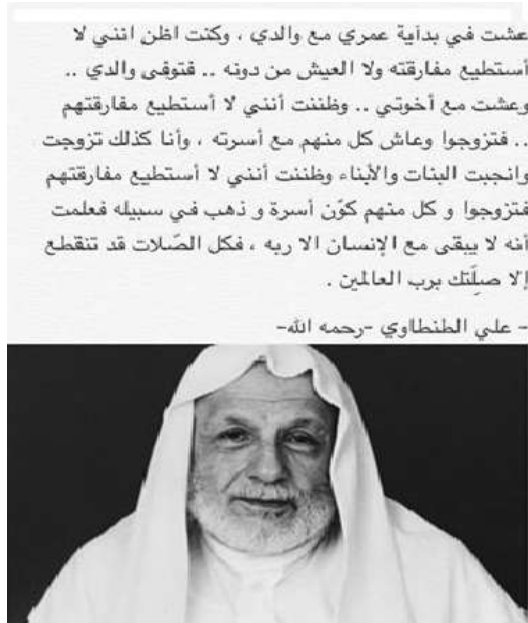 عشت في بدأية عمري مع والدي ، وكنت اظن انني لا
أستطيع مفارقته ولا العيش من دونه .. فتوفى والدي ..
وعشت مع أخوتي .. وظننت أنني لا أستطيع مفارقتهم
.. فتزوجوا وعاش كل منهم مع أسرته ، وأنا كذلك تزوجت
وانجبت البنات والأبناء وظننت أنني لا أستطيع مفارقتهم
فتزوجوا و كل منهم كوّن أسرة و ذهب في سبيله فعلمت
أنه لا يبقى مع الإنسان الا ربه ، فكل الصّلات قد تنقطع
إلا صلّتك برب العالمين .
- علي الطنطاوي -رحمه الله-